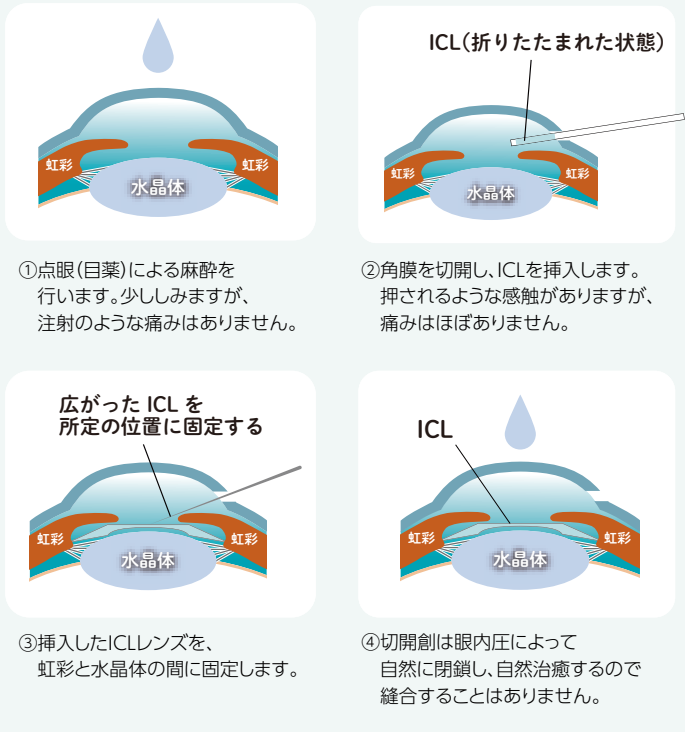 虹彩
虹彩
水晶体
①点眼(目薬)による麻酔を
行います。少ししみますが、
注射のような痛みはありません。
ICL(折りたたまれた状態)
虹彩
虹彩
水晶体
②角膜を切開し、ICLを挿入します。
押されるような感触がありますが、
痛みはほぼありません。
広がった ICL を
所定の位置に固定する
虹彩
虹彩
水晶体
③挿入したICLレンズを、
虹彩と水晶体の間に固定します。
ICL
虹彩
虹彩
水晶体
④切開創は眼内圧によって
自然に閉鎖し、自然治癒するので
縫合することはありません。